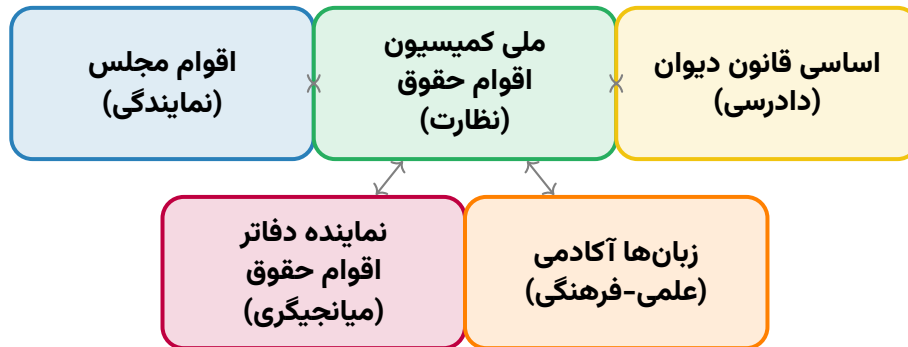 اساسی قانون دیوان
(دادرسی)
ملی کمیسیون
اقوام حقوق
(نظارت)
اقوام مجلس
(نمایندگی)
زبان‌ها آکادمی
(علمی-فرهنگی)
نماینده دفاتر
اقوام حقوق
(میانجیگری)